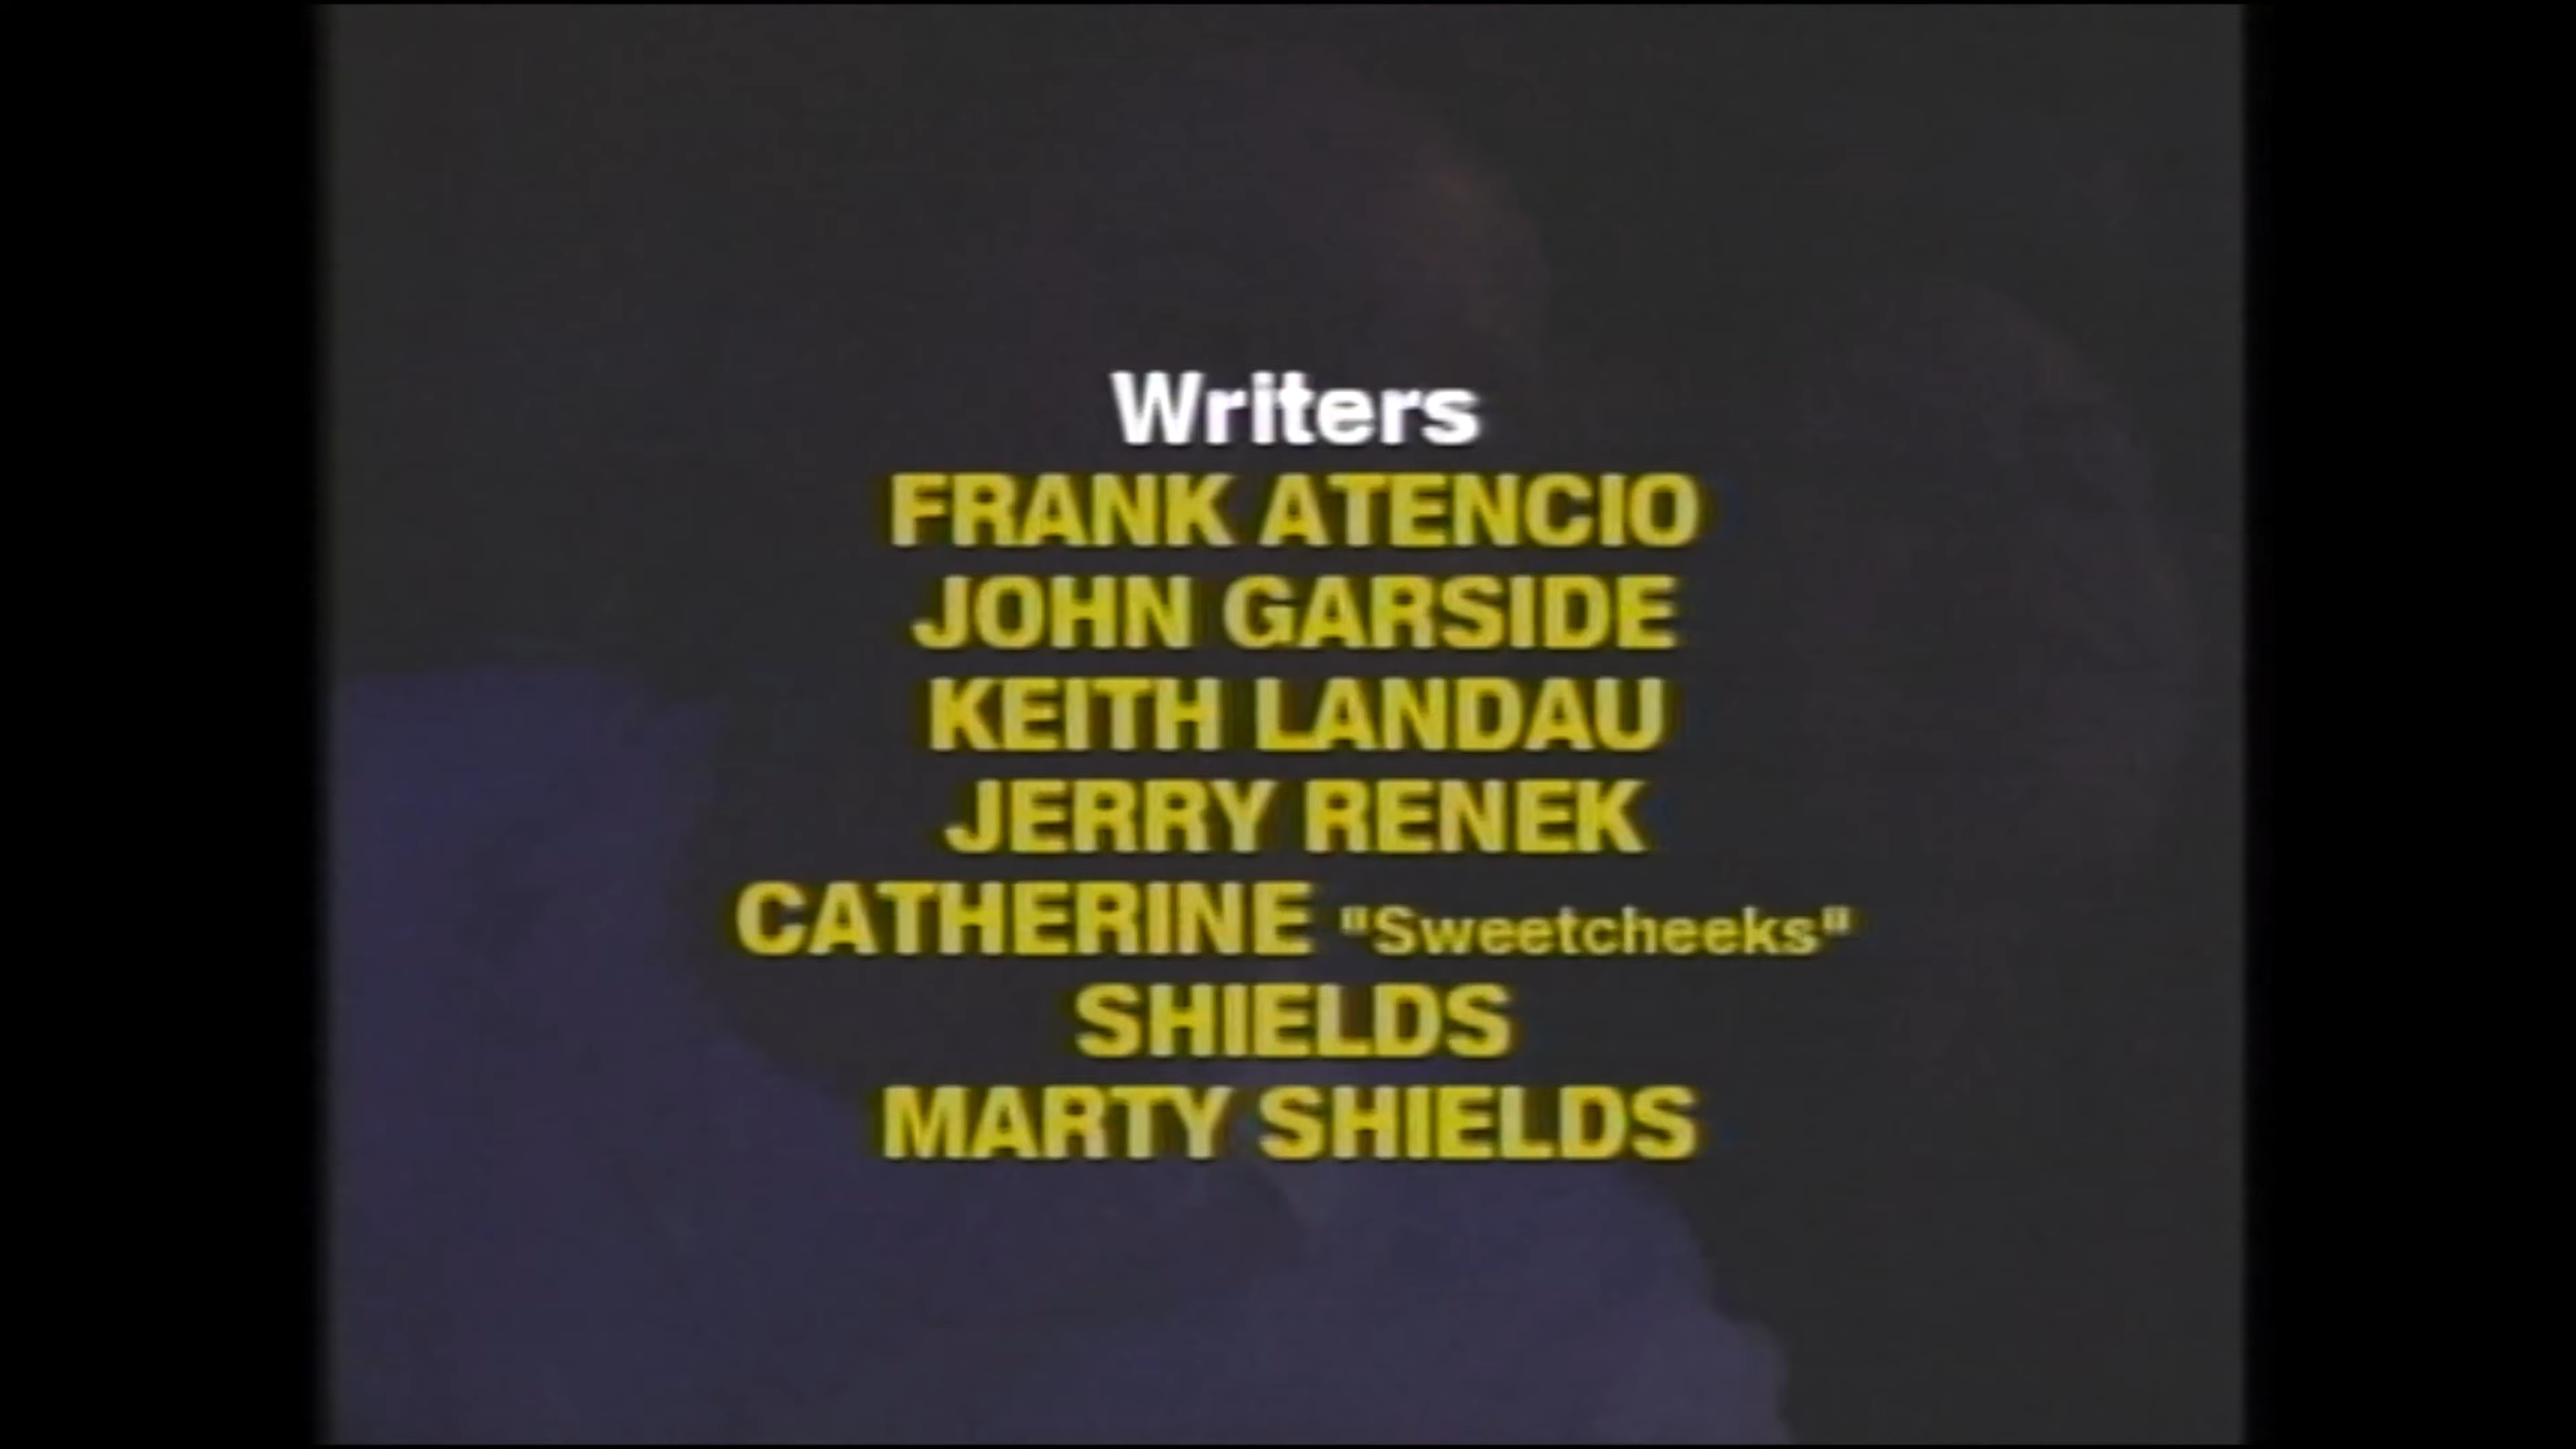 Writers
FRANK ATENCIO
JOHN GARSIDE
KEITH LANDAU
JERRY RENEK
CATHERINE "Sweetcheeks"
SHIELDS
MARTY SHIELDS